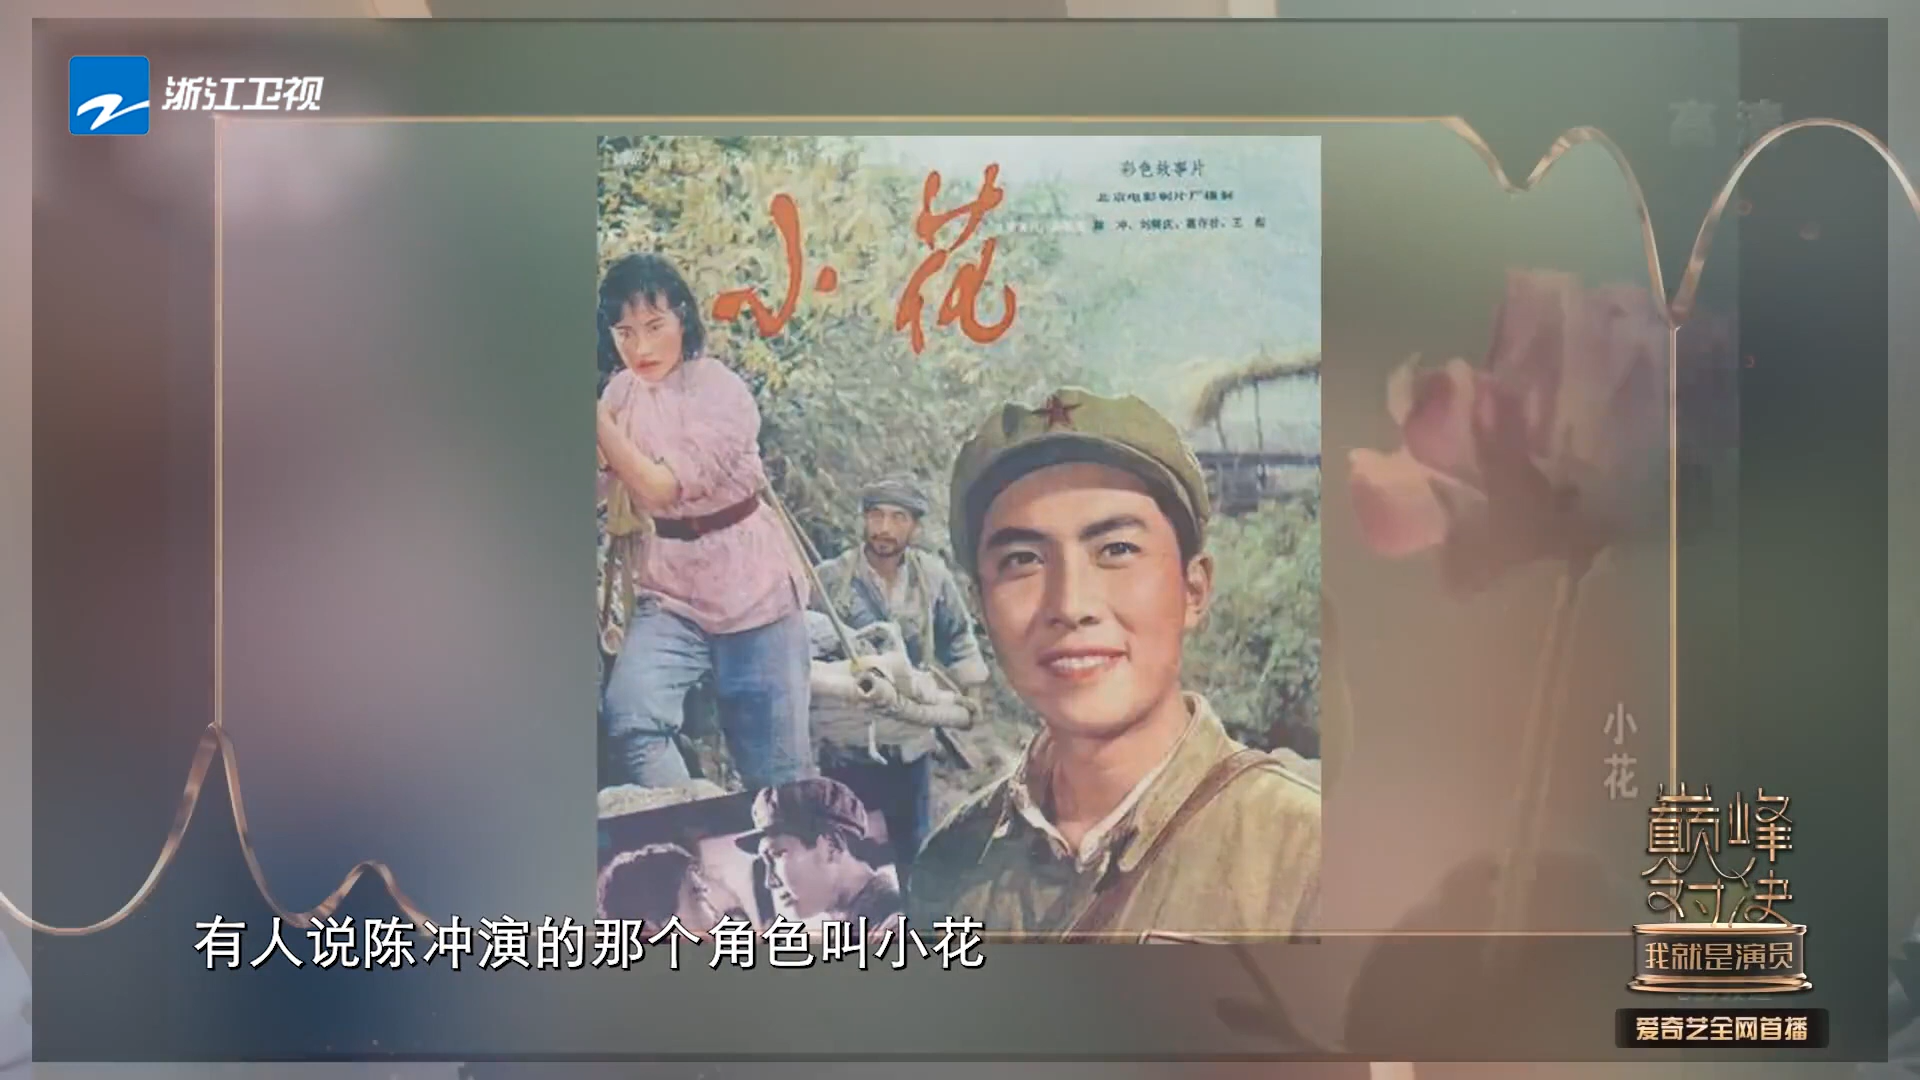 浙江卫视
彩色故事片
北京电影制片厂摄制
小花
小花
巅峰
对决
我就是演员
爱奇艺全网首播
有人说陈冲演的那个角色叫小花